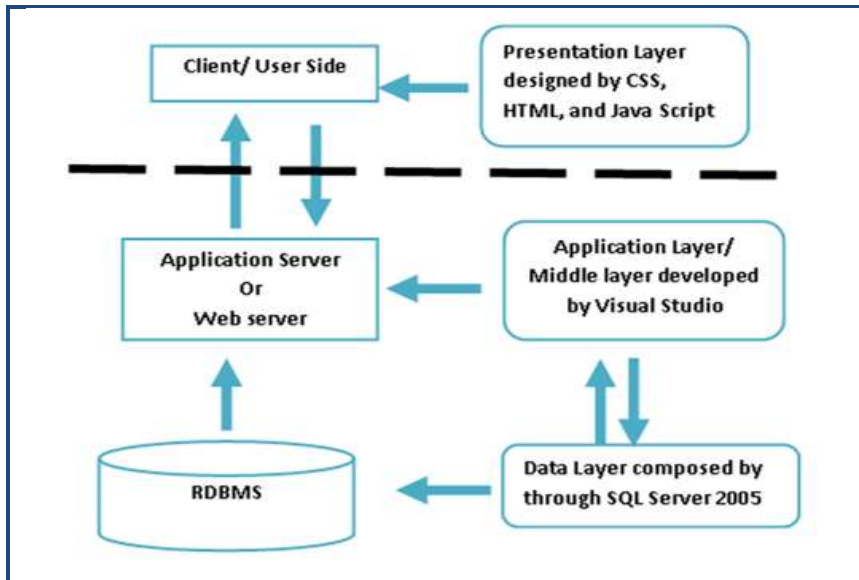 Client/ User Side
Presentation Layer
designed by CSS,
HTML, and Java Script
Application Server
Or
Web server
Application Layer/
Middle layer developed
by Visual Studio
RDBMS
Data Layer composed by
through SQL Server 2005